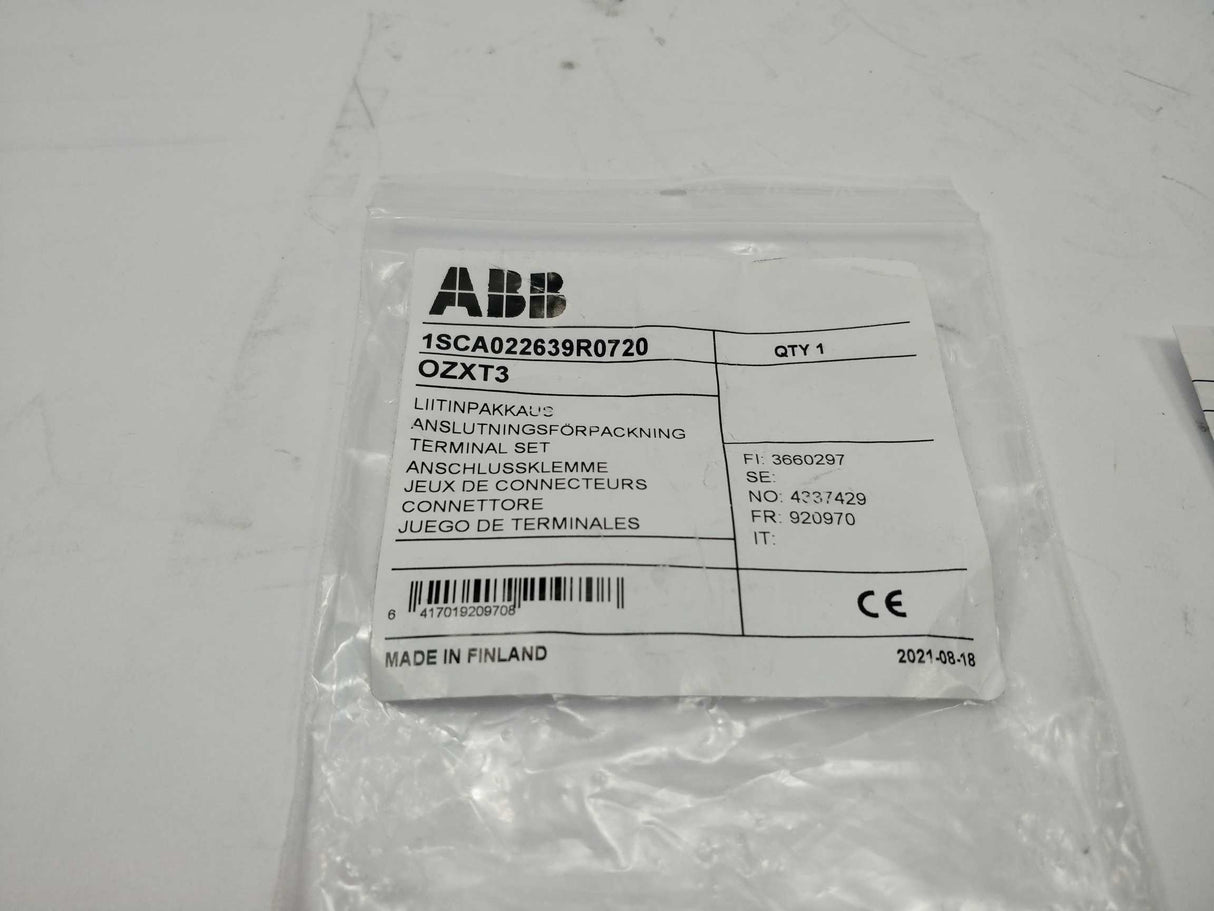 ABB
1SCA022639R0720
QTY 1
OZXT3
LIITINPAKKAUS
ANSLUTNINGSFÖRPACKNING
TERMINAL SET
ANSCHLUSSKLEMME
JEUX DE CONNECTEURS
CONNETTORE
JUEGO DE TERMINALES
FI: 3660297
SE:
NO: 4337429
FR: 920970
IT:
6 417019209708
CE
MADE IN FINLAND
2021-08-18